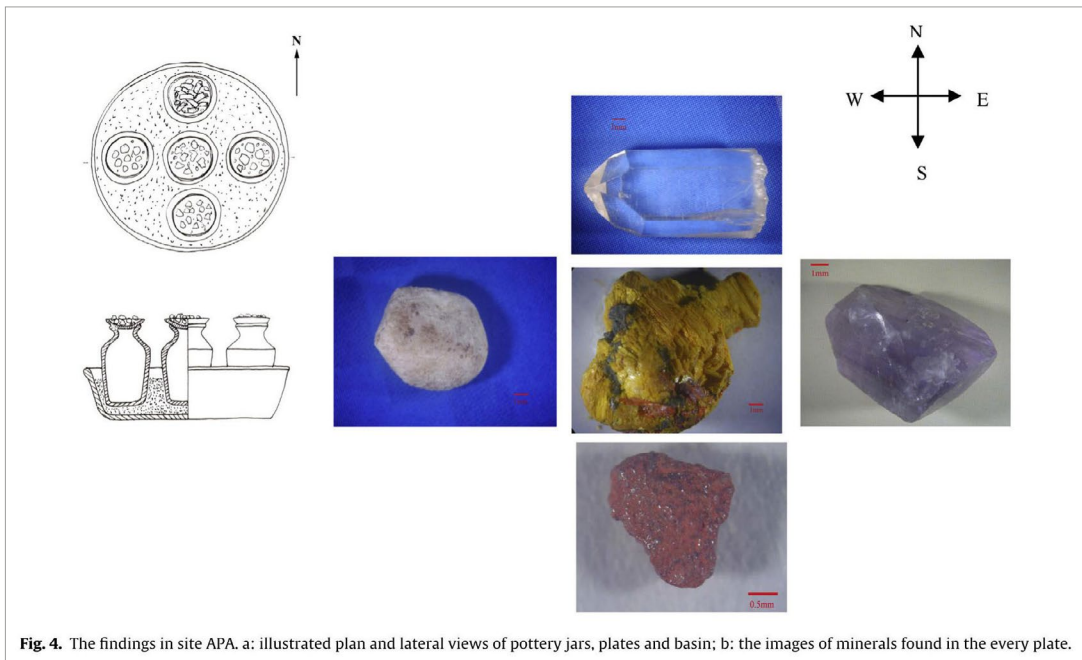 N
N
W E
S
1mm
1mm
1mm
0.5mm
Fig. 4. The findings in site APA. a: illustrated plan and lateral views of pottery jars, plates and basin; b: the images of minerals found in the every plate.